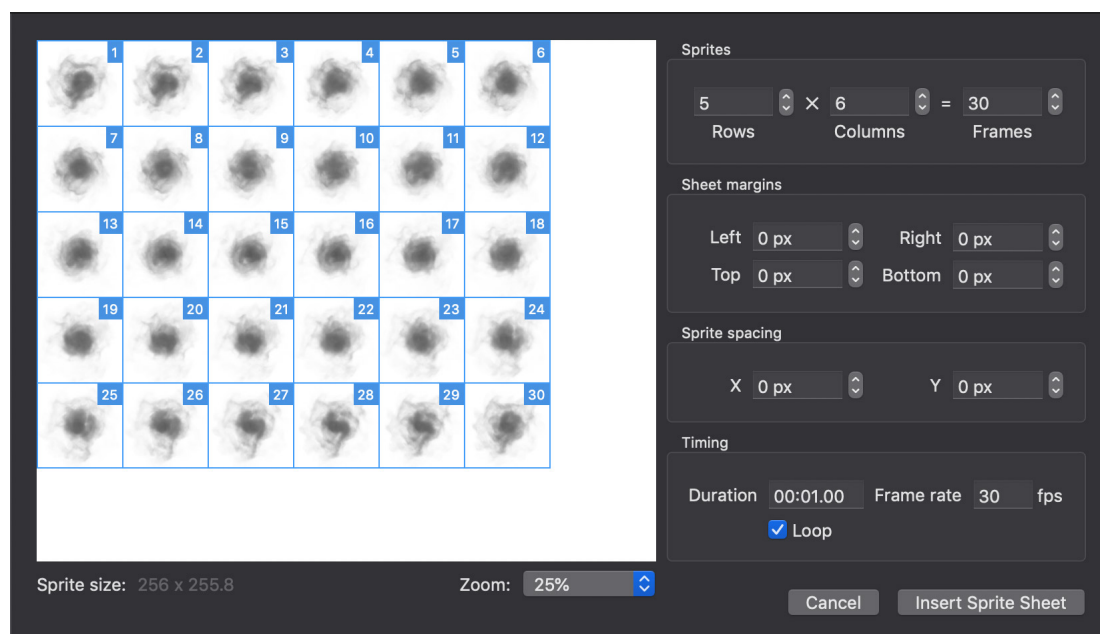 1 2 3 4 5 6
7 8 9 10 11 12
13 14 15 16 17 18
19 20 21 22 23 24
25 26 27 28 29 30
Sprite size: 256 x 255.8
Zoom: 25%
Sprites
5 × 6 = 30
Rows Columns Frames
Sheet margins
Left 0 px Right 0 px
Top 0 px Bottom 0 px
Sprite spacing
X 0 px Y 0 px
Timing
Duration 00:01.00 Frame rate 30 fps
Loop
Cancel Insert Sprite Sheet